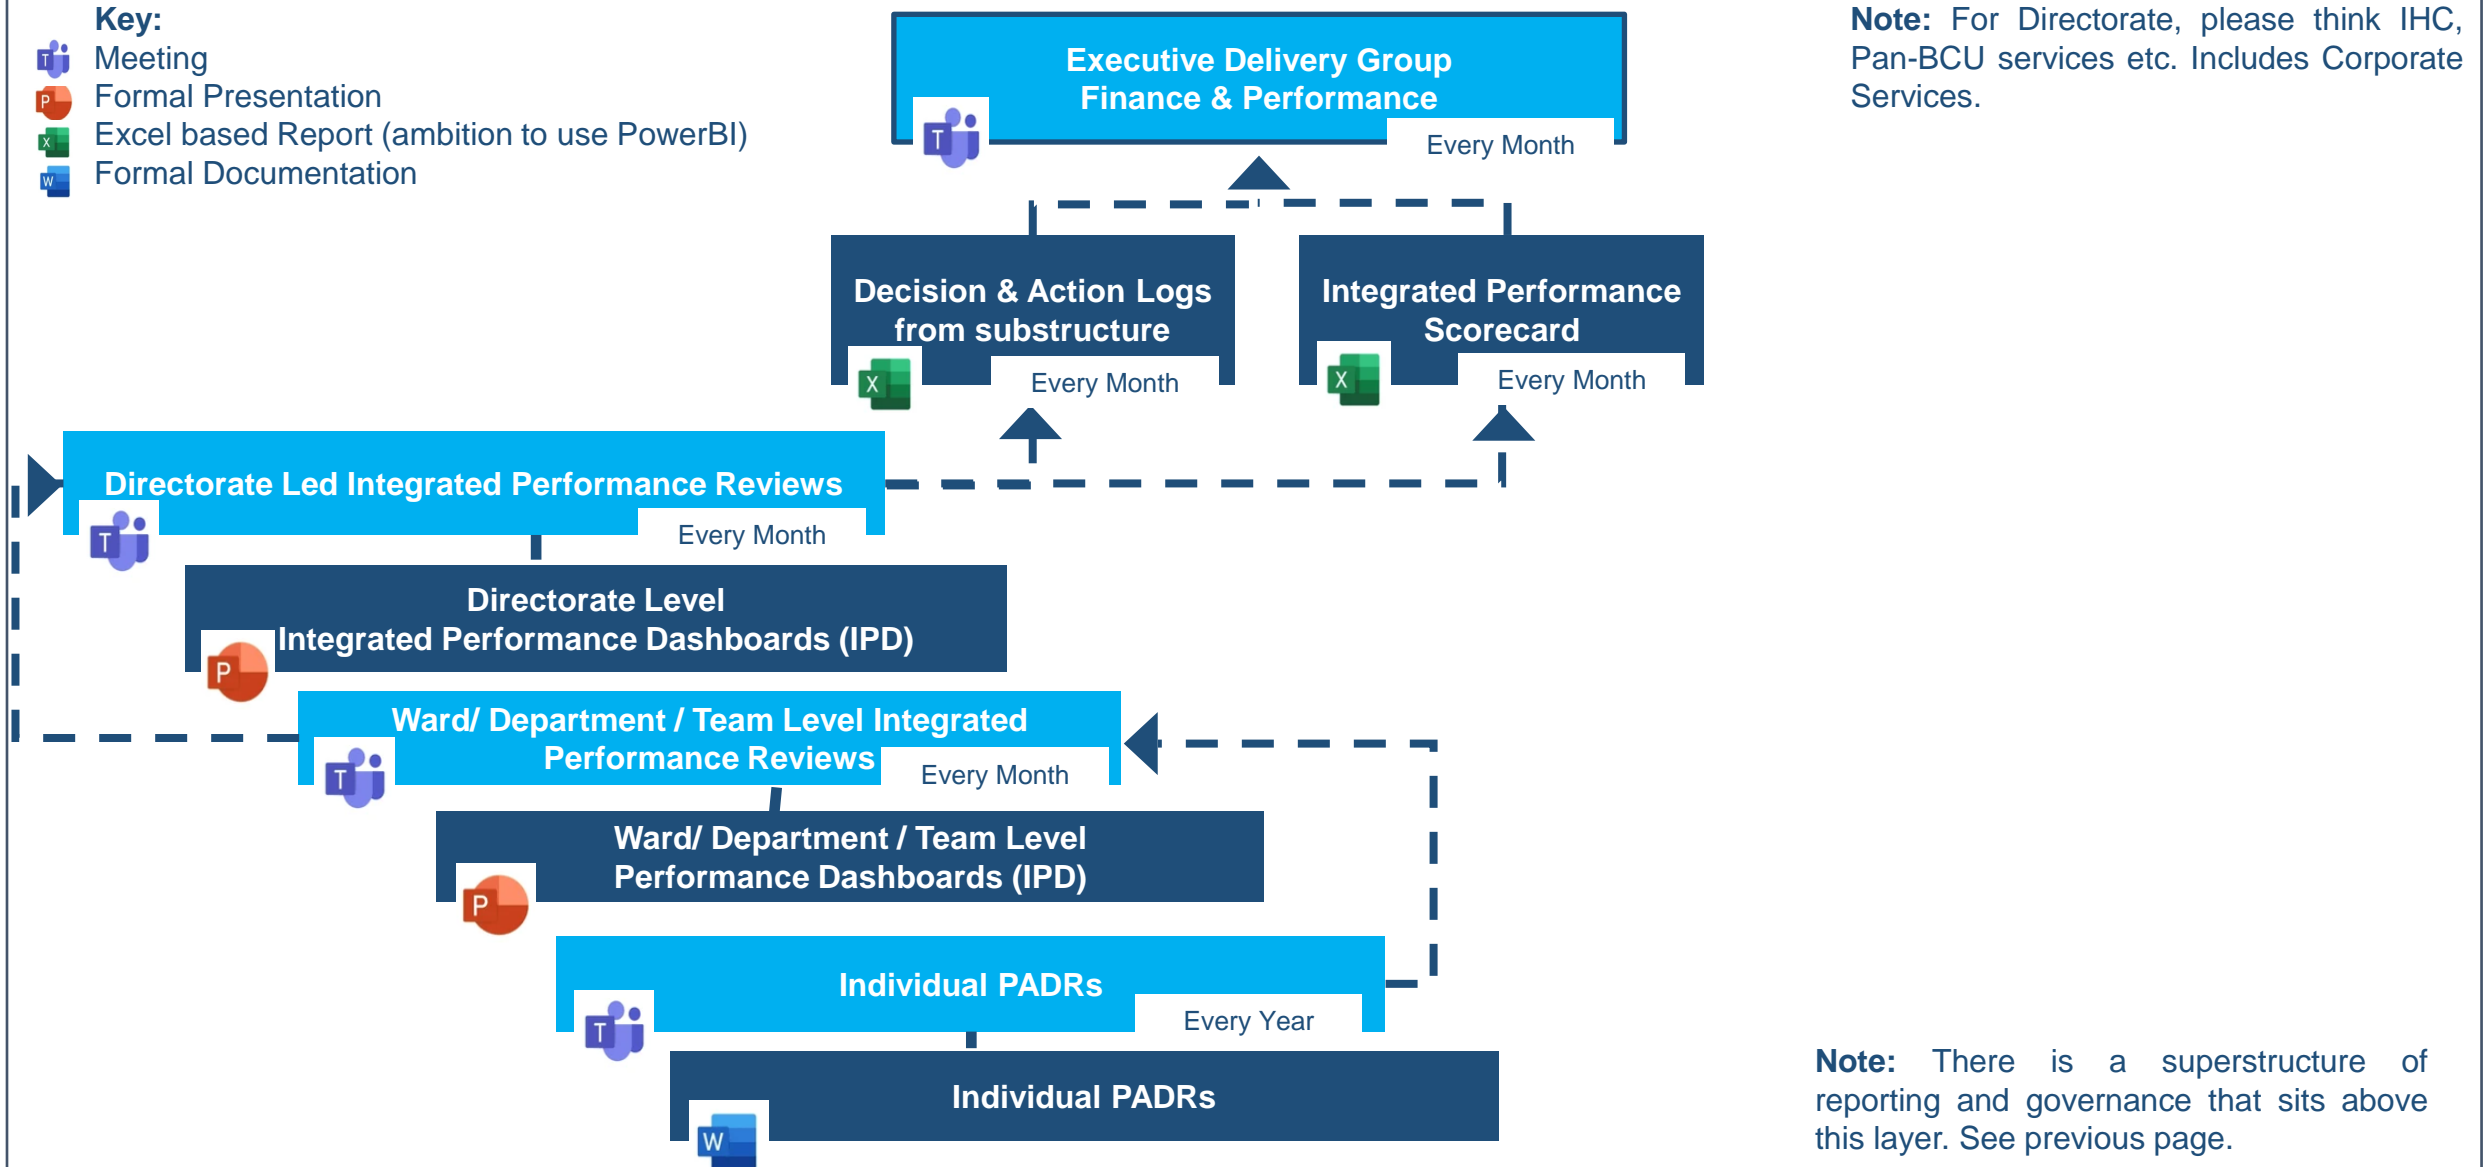 Key:
Meeting
Formal Presentation
Excel based Report (ambition to use PowerBI)
Formal Documentation
Executive Delivery Group
Finance & Performance
Every Month
Note: For Directorate, please think IHC,
Pan-BCU services etc. Includes Corporate
Services.
Decision & Action Logs
from substructure
Every Month
Integrated Performance
Scorecard
Every Month
Directorate Led Integrated Performance Reviews
Every Month
Directorate Level
Integrated Performance Dashboards (IPD)
Ward/ Department / Team Level Integrated
Performance Reviews
Every Month
Ward/ Department / Team Level
Performance Dashboards (IPD)
Individual PADRs
Every Year
Individual PADRs
Note: There is a superstructure of
reporting and governance that sits above
this layer. See previous page.